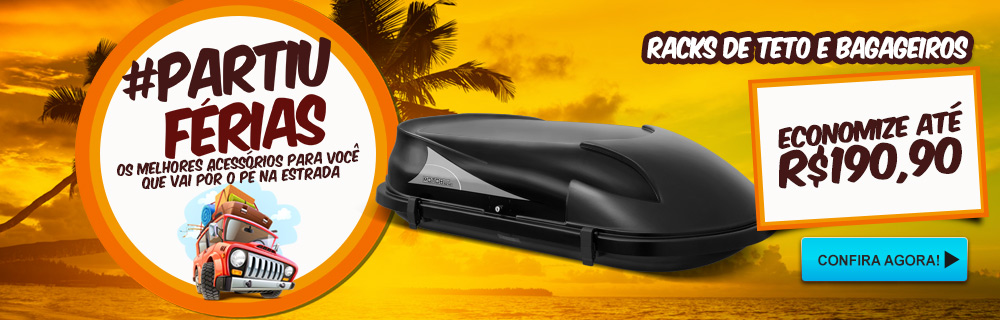 #PARTIU
FÉRIAS
OS MELHORES ACESSÓRIOS PARA VOCÊ
QUE VAI POR O PE NA ESTRADA
RACKS DE TETO E BAGAGEIROS
ECONOMIZE ATÉ
R$190,90
CONFIRA AGORA!